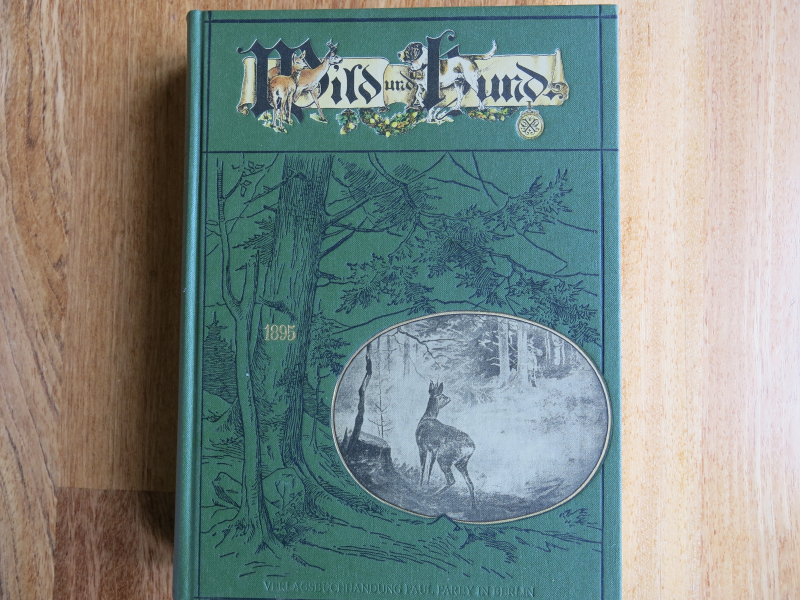 Wild und Hund.
1895
VERLAGSBUCHHANDLUNG PAUL PAREY IN BERLIN